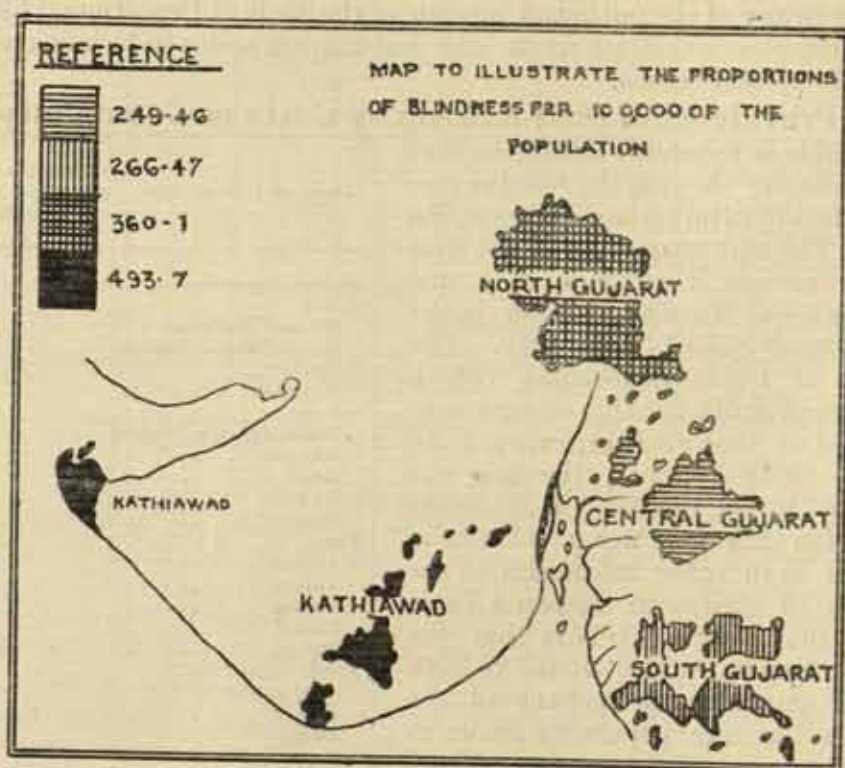 REFERENCE
249·46
266·47
360·1
493·7
MAP TO ILLUSTRATE THE PROPORTIONS
OF BLINDNESS PER 100,000 OF THE
POPULATION
NORTH GUJARAT
KATHIAWAD
CENTRAL GUJARAT
KATHIAWAD
SOUTH GUJARAT